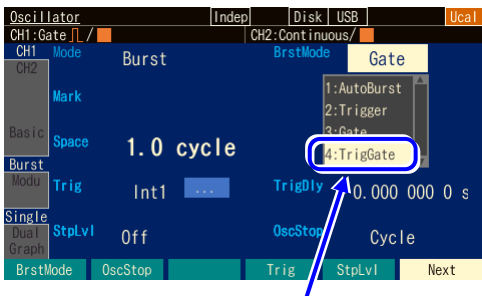 Oscillator Indep Disk USB Ucal
CH1:Gate / CH2:Continuous/
CH1 Mode Burst BrstMode Gate
CH2
1:AutoBurst
Mark 2:Trigger
3:Gate
Basic Space 1.0 cycle 4:TrigGate
Burst
Modu Trig Int1 ... TrigDly 0.000 000 0 s
Single
Dual StpLvl Off OscStop Cycle
Graph
BrstMode OscStop Trig StpLvl Next